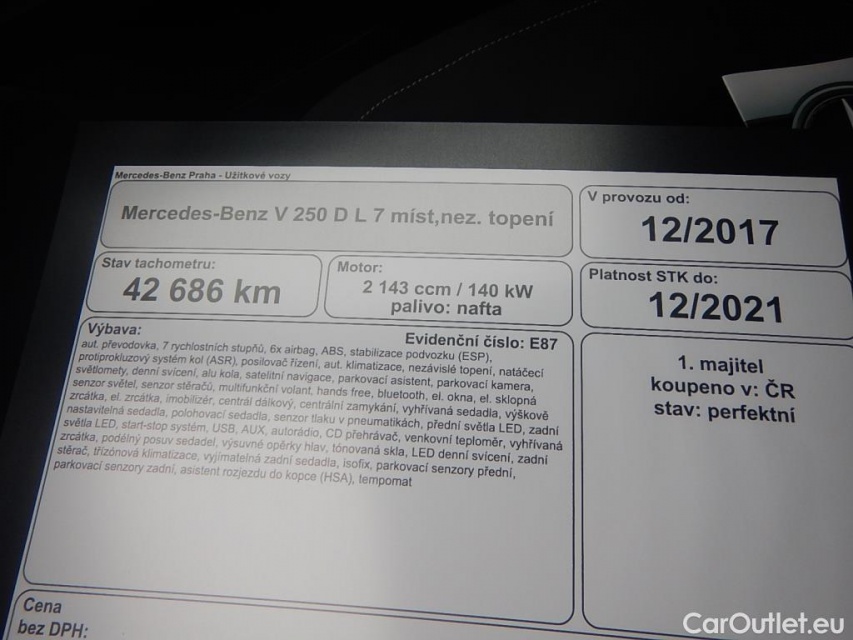 Mercedes-Benz Praha - Užitkové vozy
Mercedes-Benz V 250 D L 7 míst,nez. topení
V provozu od:
12/2017
Stav tachometru:
42 686 km
Motor:
2 143 ccm / 140 kW
palivo: nafta
Platnost STK do:
12/2021
Výbava:
Evidenční číslo: E87
aut. převodovka, 7 rychlostních stupňů, 6x airbag, ABS, stabilizace podvozku (ESP),
protiprokluzový systém kol (ASR), posilovač řízení, aut. klimatizace, nezávislé topení, natáčecí
světlomety, denní svícení, alu kola, satelitní navigace, parkovací asistent, parkovací kamera,
senzor světel, senzor stěračů, multifunkční volant, hands free, bluetooth, el. okna, el. sklopná
zrcátka, el. zrcátka, imobilizér, centrál dálkový, centrální zamykání, vyhřívaná sedadla, výškově
nastavitelná sedadla, polohovací sedadla, senzor tlaku v pneumatikách, přední světla LED, zadní
světla LED, start-stop systém, USB, AUX, autorádio, CD přehrávač, venkovní teploměr, vyhřívaná
zrcátka, podélný posuv sedadel, výsuvné opěrky hlav, tónovaná skla, LED denní svícení, zadní
stěrač, třízónová klimatizace, vyjímatelná zadní sedadla, isofix, parkovací senzory přední,
parkovací senzory zadní, asistent rozjezdu do kopce (HSA), tempomat
1. majitel
koupeno v: ČR
stav: perfektní
Cena
bez DPH:
CarOutlet.eu